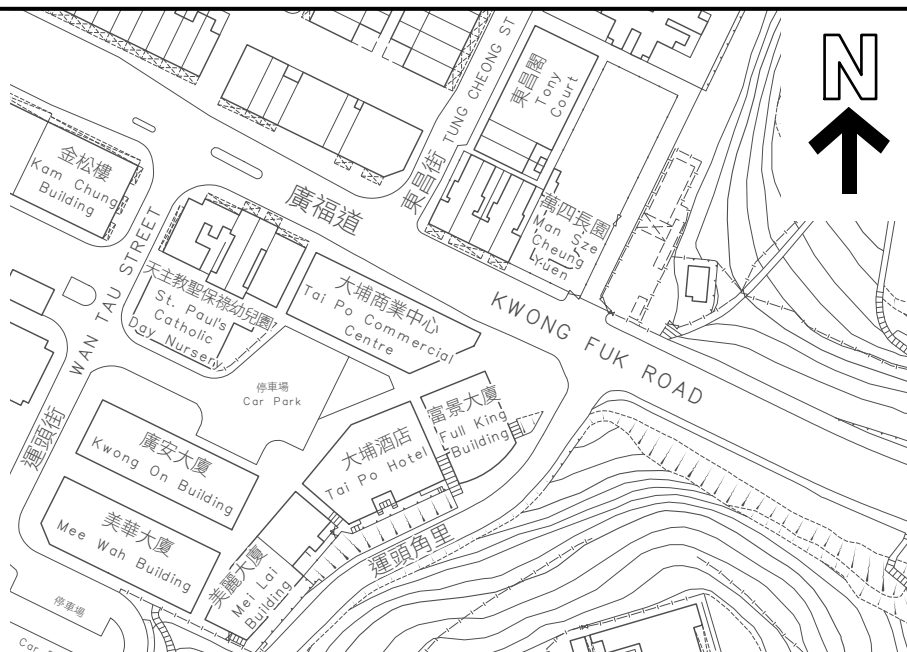 N
東昌閣
Tony
Court
東昌街 TUNG CHEONG ST
金松樓
Kam Chung
Building
廣福道
萬四長園
Man Sze
Cheung
Yuen
WAN TAU STREET
天主教聖保祿幼兒園
St. Paul's
Catholic
Day Nursery
大埔商業中心
Tai Po Commercial
Centre
KWONG FUK ROAD
停車場
Car Park
富景大廈
Full King
Building
大埔酒店
Tai Po Hotel
運頭街
廣安大廈
Kwong On Building
美華大廈
Mee Wah Building
美麗大廈
Mei Lai
Building
運頭角里
停車場
Car